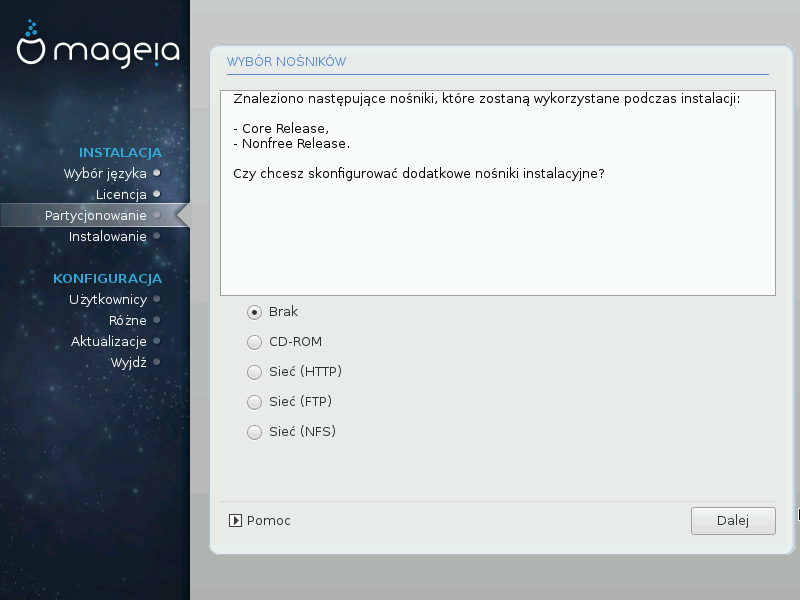 mageia
INSTALACJA
Wybór języka
Licencja
Partycjonowanie
Instalowanie
KONFIGURACJA
Użytkownicy
Różne
Aktualizacje
Wyjdź
WYBÓR NOŚNIKÓW
Znaleziono następujące nośniki, które zostaną wykorzystane podczas instalacji:
- Core Release,
- Nonfree Release.
Czy chcesz skonfigurować dodatkowe nośniki instalacyjne?
Brak
CD-ROM
Sieć (HTTP)
Sieć (FTP)
Sieć (NFS)
Pomoc
Dalej